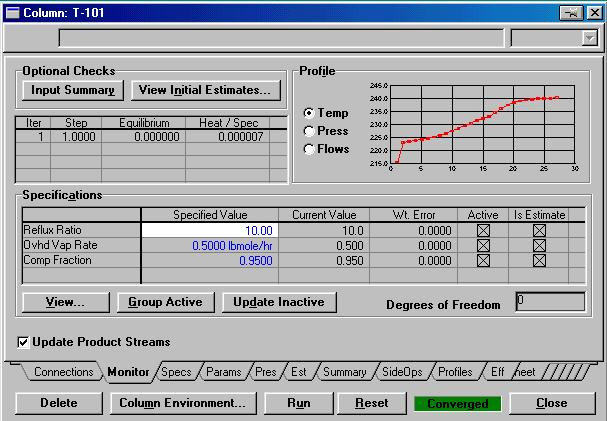 Column: T-101
Optional Checks
Input Summary View Initial Estimates...
Iter Step Equilibrium Heat / Spec
1 1.0000 0.000000 0.000007
Profile
Temp
Press
Flows
245.0
240.0
235.0
230.0
225.0
220.0
215.0
0 5 10 15 20 25 30
Specifications
Specified Value Current Value Wt. Error Active Is Estimate
Reflux Ratio 10.00 10.0 0.0000
Ovhd Vap Rate 0.5000 lbmole/hr 0.500 0.0000
Comp Fraction 0.9500 0.950 0.0000
View... Group Active Update Inactive Degrees of Freedom 0
Update Product Streams
Connections Monitor Specs Params Pres Est Summary SideOps Profiles Eff
Delete Column Environment... Run Reset Converged Close